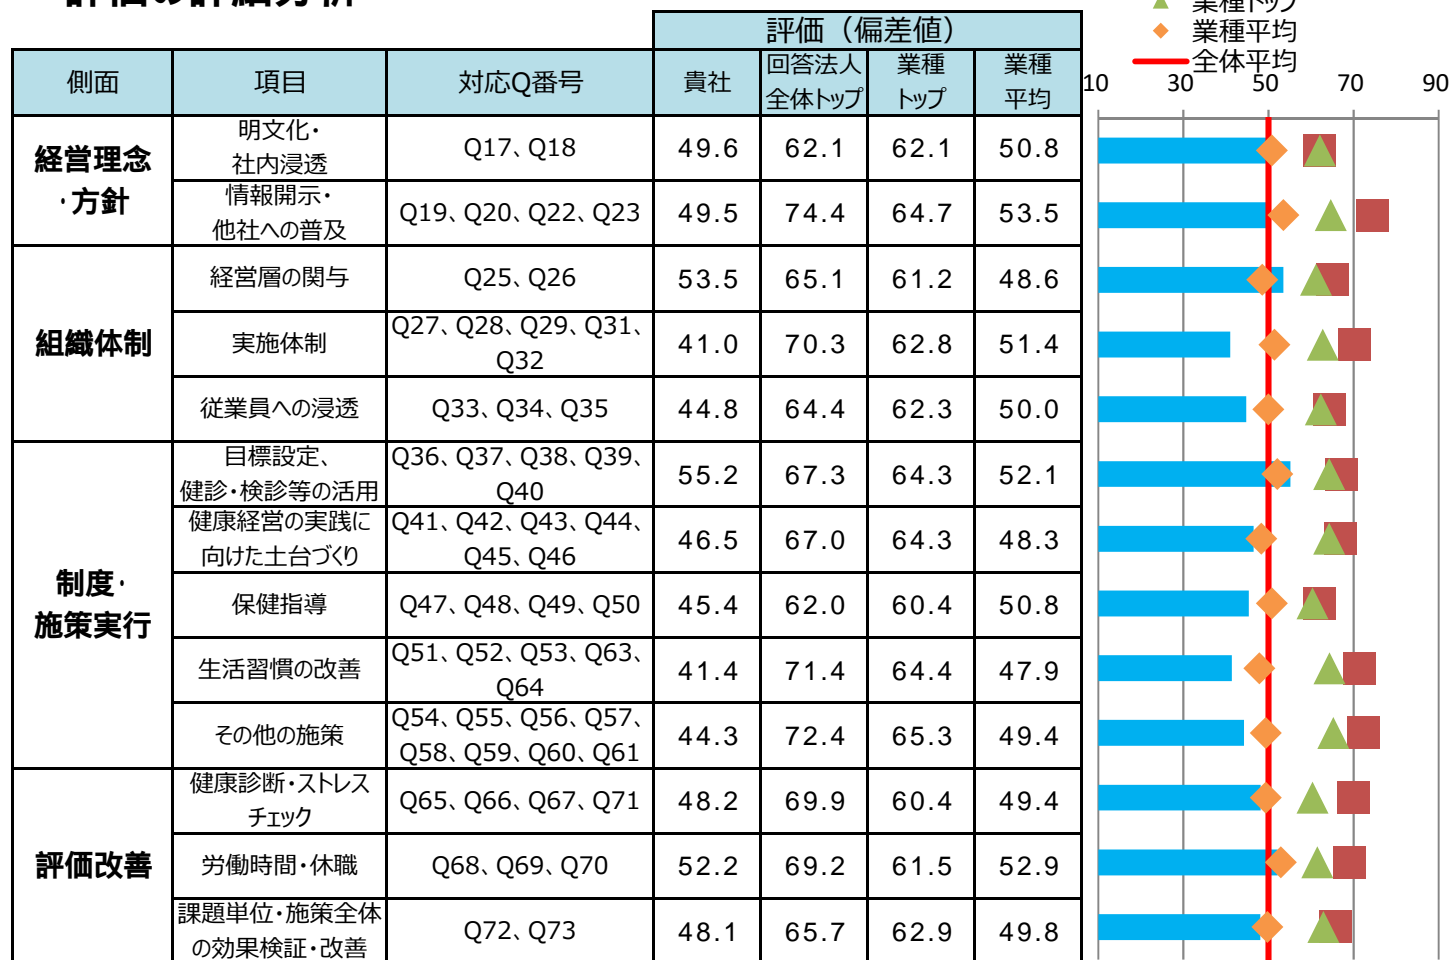 評価の詳細分析
業種トップ
業種平均
全体平均
評価（偏差値）
側面 項目 対応Q番号 貴社 回答法人全体トップ 業種トップ 業種平均
10 30 50 70 90
経営理念・方針
明文化・社内浸透 Q17、Q18 49.6 62.1 62.1 50.8
情報開示・他社への普及 Q19、Q20、Q22、Q23 49.5 74.4 64.7 53.5
組織体制
経営層の関与 Q25、Q26 53.5 65.1 61.2 48.6
実施体制 Q27、Q28、Q29、Q31、Q32 41.0 70.3 62.8 51.4
従業員への浸透 Q33、Q34、Q35 44.8 64.4 62.3 50.0
制度・施策実行
目標設定、健診・検診等の活用 Q36、Q37、Q38、Q39、Q40 55.2 67.3 64.3 52.1
健康経営の実践に向けた土台づくり Q41、Q42、Q43、Q44、Q45、Q46 46.5 67.0 64.3 48.3
保健指導 Q47、Q48、Q49、Q50 45.4 62.0 60.4 50.8
生活習慣の改善 Q51、Q52、Q53、Q63、Q64 41.4 71.4 64.4 47.9
その他の施策 Q54、Q55、Q56、Q57、Q58、Q59、Q60、Q61 44.3 72.4 65.3 49.4
評価改善
健康診断・ストレスチェック Q65、Q66、Q67、Q71 48.2 69.9 60.4 49.4
労働時間・休職 Q68、Q69、Q70 52.2 69.2 61.5 52.9
課題単位・施策全体の効果検証・改善 Q72、Q73 48.1 65.7 62.9 49.8